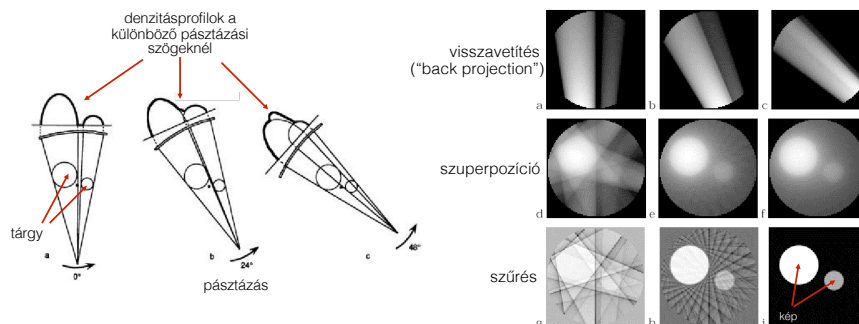 denzitásprofilok a
különböző pásztázási
szögeknél
tárgy
a
b
c
0°
24°
48°
pásztázás
visszavetítés
(“back projection”)
a
b
c
szuperpozíció
d
e
f
szűrés
g
h
i
kép